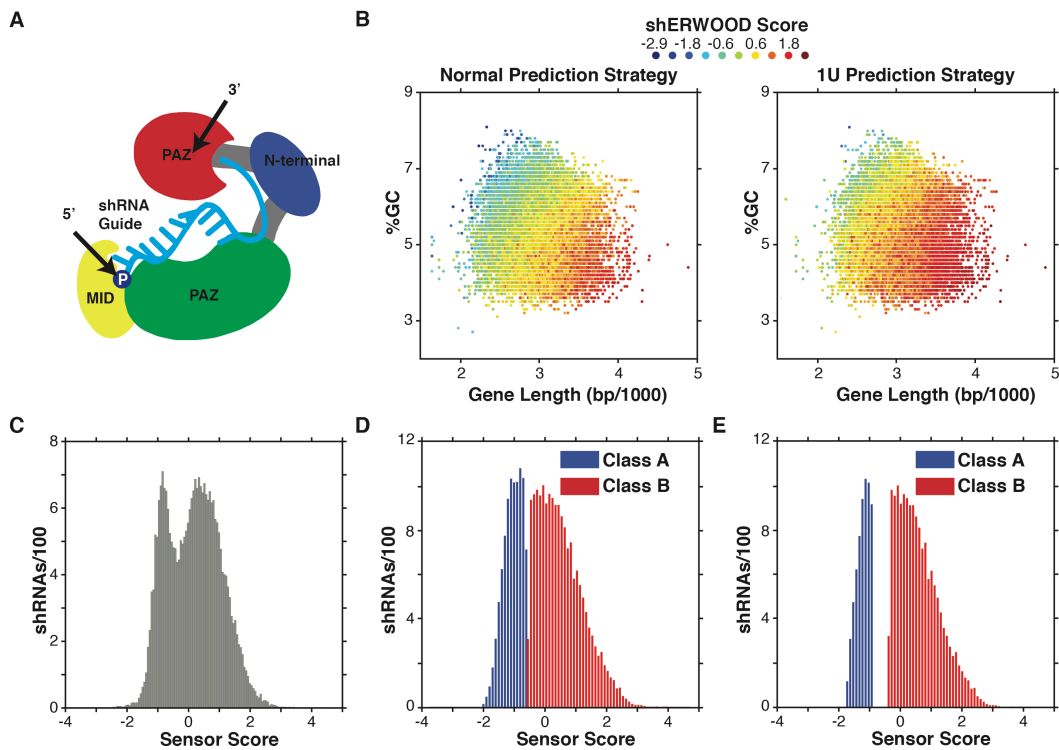 A
3'
PAZ
N-terminal
5'
shRNA
Guide
P
MID
PAZ
B
shERWOOD Score
-2.9 -1.8 -0.6 0.6 1.8
Normal Prediction Strategy
9
7
5
3
%GC
2 3 4 5
Gene Length (bp/1000)
1U Prediction Strategy
9
7
5
3
%GC
2 3 4 5
Gene Length (bp/1000)
C
8
6
4
2
0
shRNAs/100
-4 -2 0 2 4
Sensor Score
D
12
8
4
0
shRNAs/100
Class A
Class B
-4 -2 0 2 4
Sensor Score
E
12
8
4
0
shRNAs/100
Class A
Class B
-4 -2 0 2 4
Sensor Score